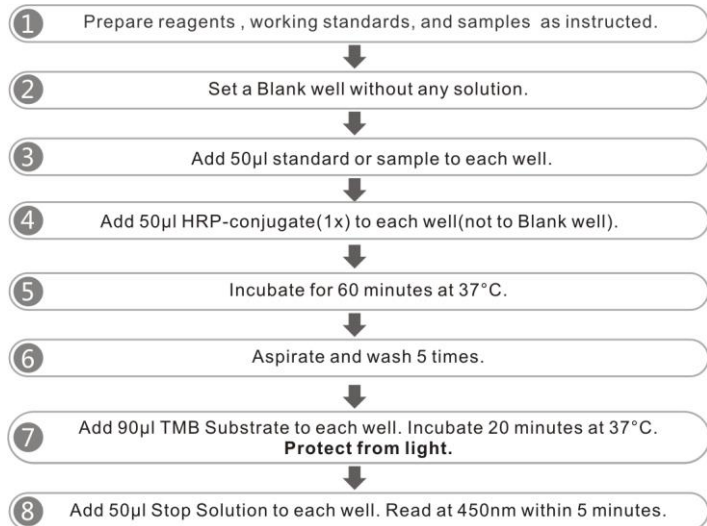 1 Prepare reagents , working standards, and samples as instructed.
2 Set a Blank well without any solution.
3 Add 50μl standard or sample to each well.
4 Add 50μl HRP-conjugate(1x) to each well(not to Blank well).
5 Incubate for 60 minutes at 37°C.
6 Aspirate and wash 5 times.
7 Add 90μl TMB Substrate to each well. Incubate 20 minutes at 37°C.
Protect from light.
8 Add 50μl Stop Solution to each well. Read at 450nm within 5 minutes.